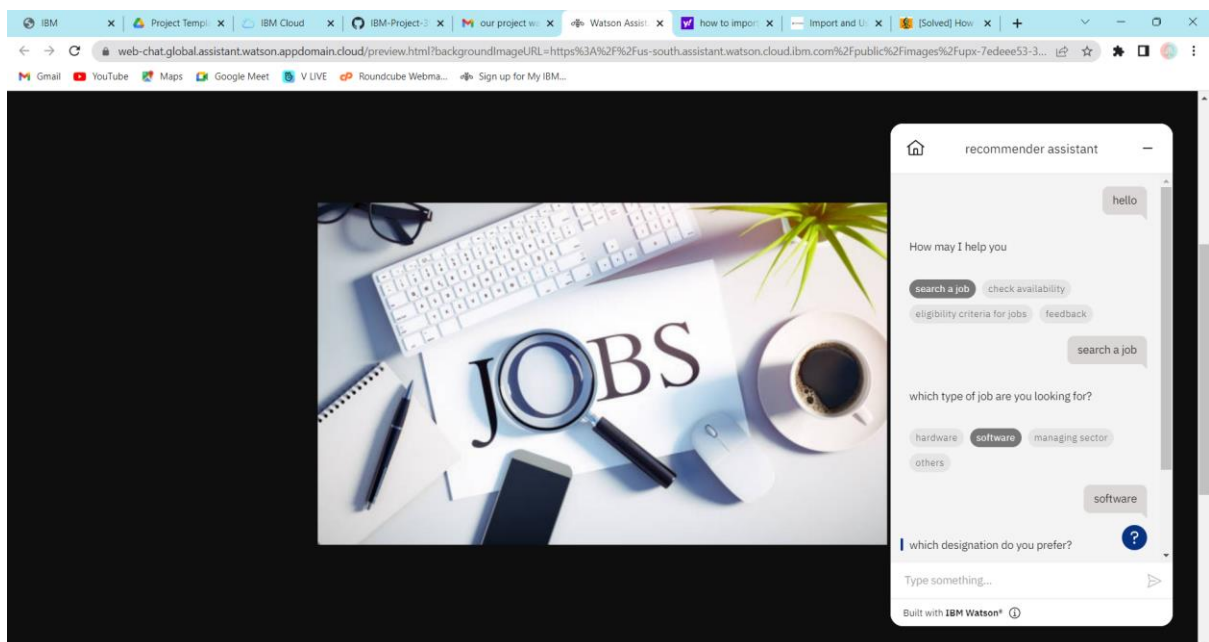 IBM
Project Templ
IBM Cloud
IBM-Project-3
our project w
Watson Assist
how to impor
Import and U
[Solved] How
web-chat.global.assistant.watson.appdomain.cloud/preview.html?backgroundImageURL=https%3A%2F%2Fus-south.assistant.watson.cloud.ibm.com%2Fpublic%2Fimages%2Fupx-7edeee53-3...
Gmail
YouTube
Maps
Google Meet
V LIVE
Roundcube Webma...
Sign up for My IBM...
JOBS
recommender assistant
hello
How may I help you
search a job check availability
eligibility criteria for jobs feedback
search a job
which type of job are you looking for?
hardware software managing sector
others
software
which designation do you prefer?
?
Type something...
Built with IBM Watson®